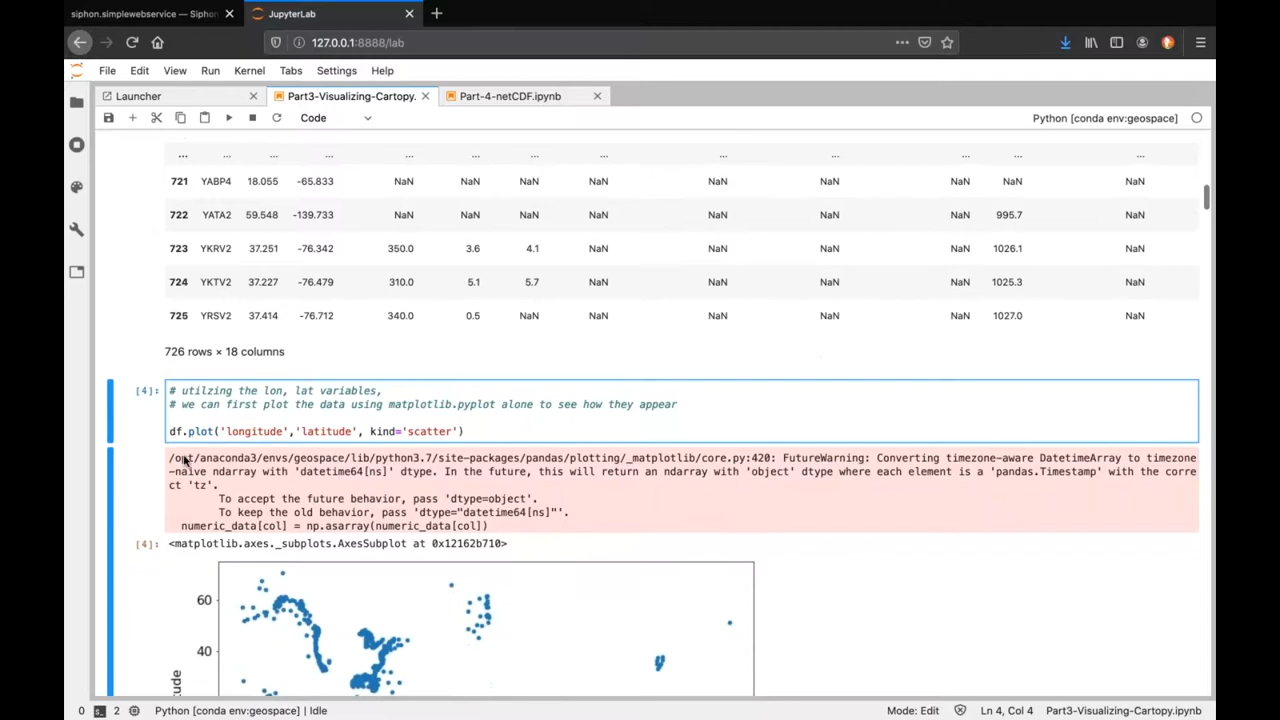 siphon.simplewebservice — Siphon
JupyterLab
127.0.0.1:8888/lab
File Edit View Run Kernel Tabs Settings Help
Launcher
Part3-Visualizing-Cartopy.
Part-4-netCDF.ipynb
Code
Python [conda env:geospace]
... ... ... ... ... ... ... ... ... ... ... ... ...
721 YABP4 18.055 -65.833 NaN NaN NaN NaN NaN NaN NaN NaN NaN
722 YATA2 59.548 -139.733 NaN NaN NaN NaN NaN NaN NaN 995.7 NaN
723 YKRV2 37.251 -76.342 350.0 3.6 4.1 NaN NaN NaN NaN 1026.1 NaN
724 YKTV2 37.227 -76.479 310.0 5.1 5.7 NaN NaN NaN NaN 1025.3 NaN
725 YRSV2 37.414 -76.712 340.0 0.5 NaN NaN NaN NaN NaN 1027.0 NaN
726 rows × 18 columns
[4]: # utilzing the lon, lat variables,
# we can first plot the data using matplotlib.pyplot alone to see how they appear
df.plot('longitude','latitude', kind='scatter')
/opt/anaconda3/envs/geospace/lib/python3.7/site-packages/pandas/plotting/_matplotlib/core.py:420: FutureWarning: Converting timezone-aware DatetimeArray to timezone
-naive ndarray with 'datetime64[ns]' dtype. In the future, this will return an ndarray with 'object' dtype where each element is a 'pandas.Timestamp' with the corre
ct 'tz'.
To accept the future behavior, pass 'dtype=object'.
To keep the old behavior, pass 'dtype="datetime64[ns]"'.
numeric_data[col] = np.asarray(numeric_data[col])
[4]: <matplotlib.axes._subplots.AxesSubplot at 0x12162b710>
60
40
tude
0 2 Python [conda env:geospace] | Idle
Mode: Edit Ln 4, Col 4 Part3-Visualizing-Cartopy.ipynb